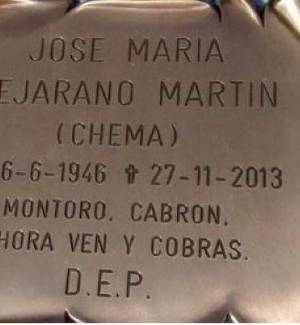 JOSE MARIA
EJARANO MARTIN
(CHEMA)
6-6-1946 ✝ 27-11-2013
MONTORO, CABRON,
HORA VEN Y COBRAS.
D.E.P.